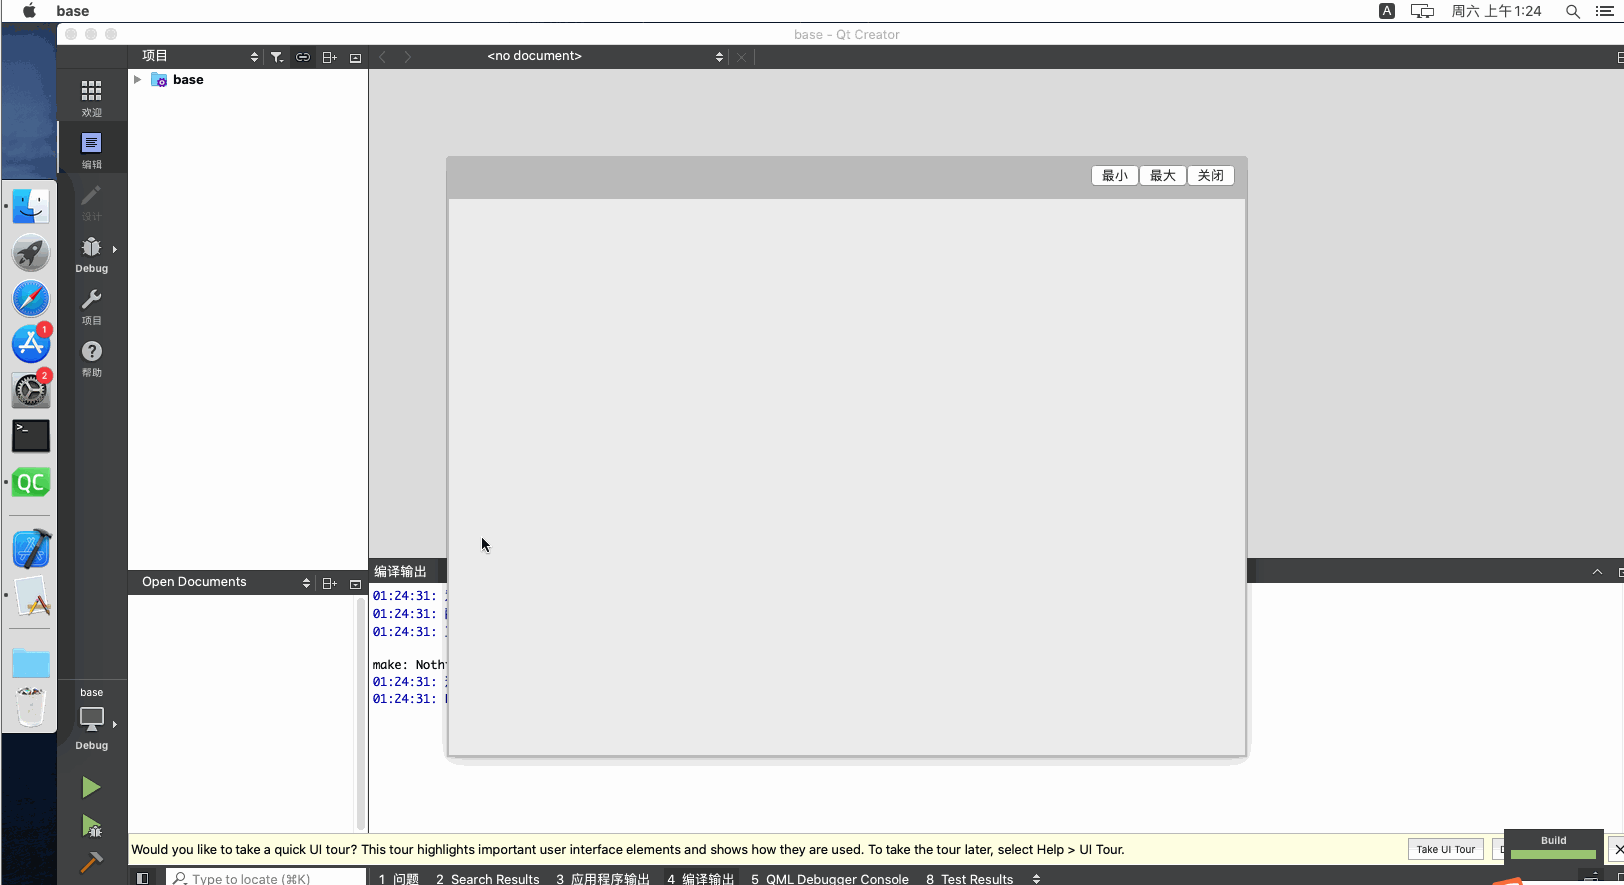 base
A
周六 上午1:24
base - Qt Creator
项目
<no document>
base
欢迎
编辑
设计
Debug
项目
帮助
最小
最大
关闭
1
2
>_
QC
Open Documents
编译输出
01:24:31:
01:24:31:
01:24:31:
make: Noth
01:24:31:
01:24:31:
base
Debug
Would you like to take a quick UI tour? This tour highlights important user interface elements and shows how they are used. To take the tour later, select Help > UI Tour.
Take UI Tour
Build
Type to locate (⌘K)
1 问题
2 Search Results
3 应用程序输出
4 编译输出
5 QML Debugger Console
8 Test Results